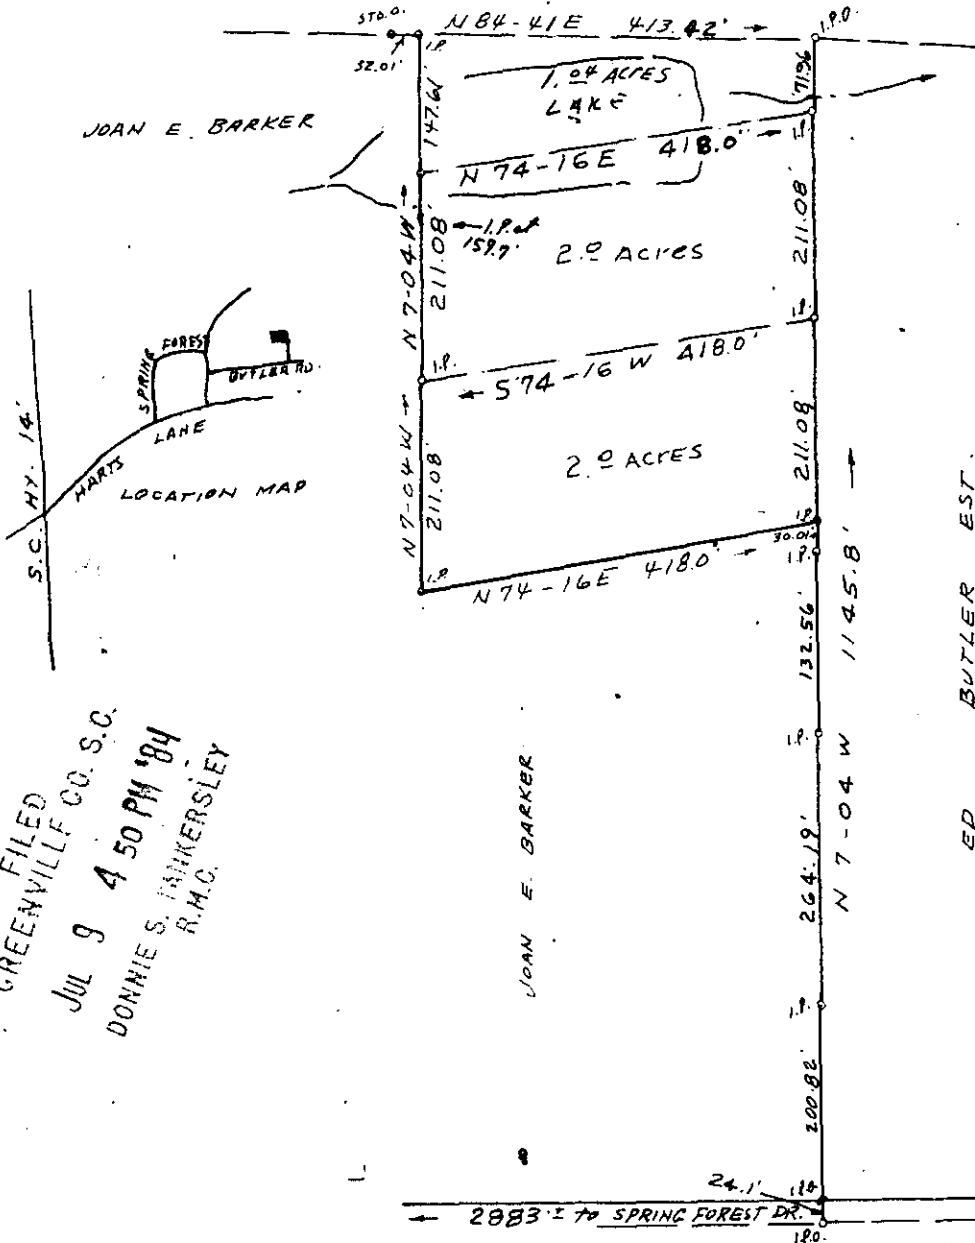 STD.O.
N 84-41 E 413.42'
I.P.O
52.01'
I.P.
1.04 ACRES
LAKE
71.96
147.61
JOAN E. BARKER
N 74-16 E 418.0'
I.P.
I.P. at
159.7'
N 7-04 W
211.08'
2.0 ACRES
211.08'
I.P.
I.P.
S 74-16 W 418.0'
SPRING
FOREST
BUTLER RD.
HARTS
LANE
S.C. HY. 14'
LOCATION MAP
N 7-04 W
211.08'
2.0 ACRES
211.08
I.P.
30.01'
I.P.
I.P.
N 74-16 E 418.0'
132.56'
I.P.
N 7-04 W 1145.8'
ED BUTLER EST.
JOAN E. BARKER
264.19'
I.P.
200.82'
FILED
GREENVILLE CO. S.C.
JUL 9 4 50 PM '84
DONNIE S. TANKERSLEY
R.M.C.
24.1'
I.P.O
2883'± TO SPRING FOREST DR.
I.P.O.